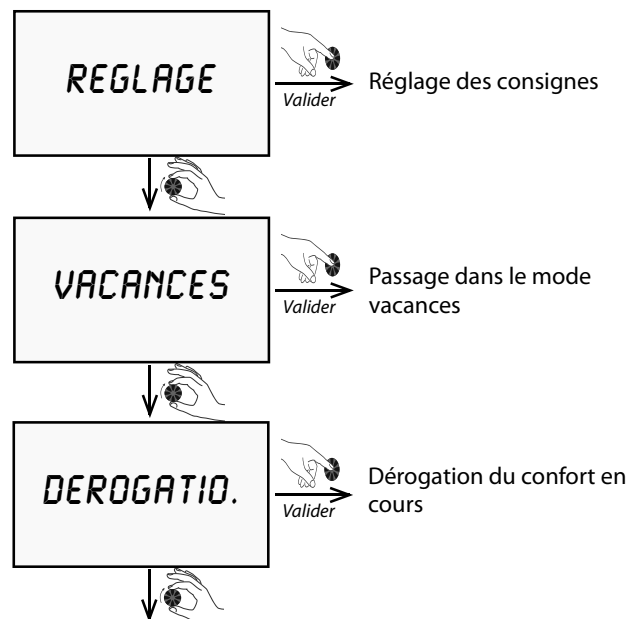 REGLAGE
Valider
Réglage des consignes
VACANCES
Valider
Passage dans le mode
vacances
DEROGATIO.
Valider
Dérogation du confort en
cours